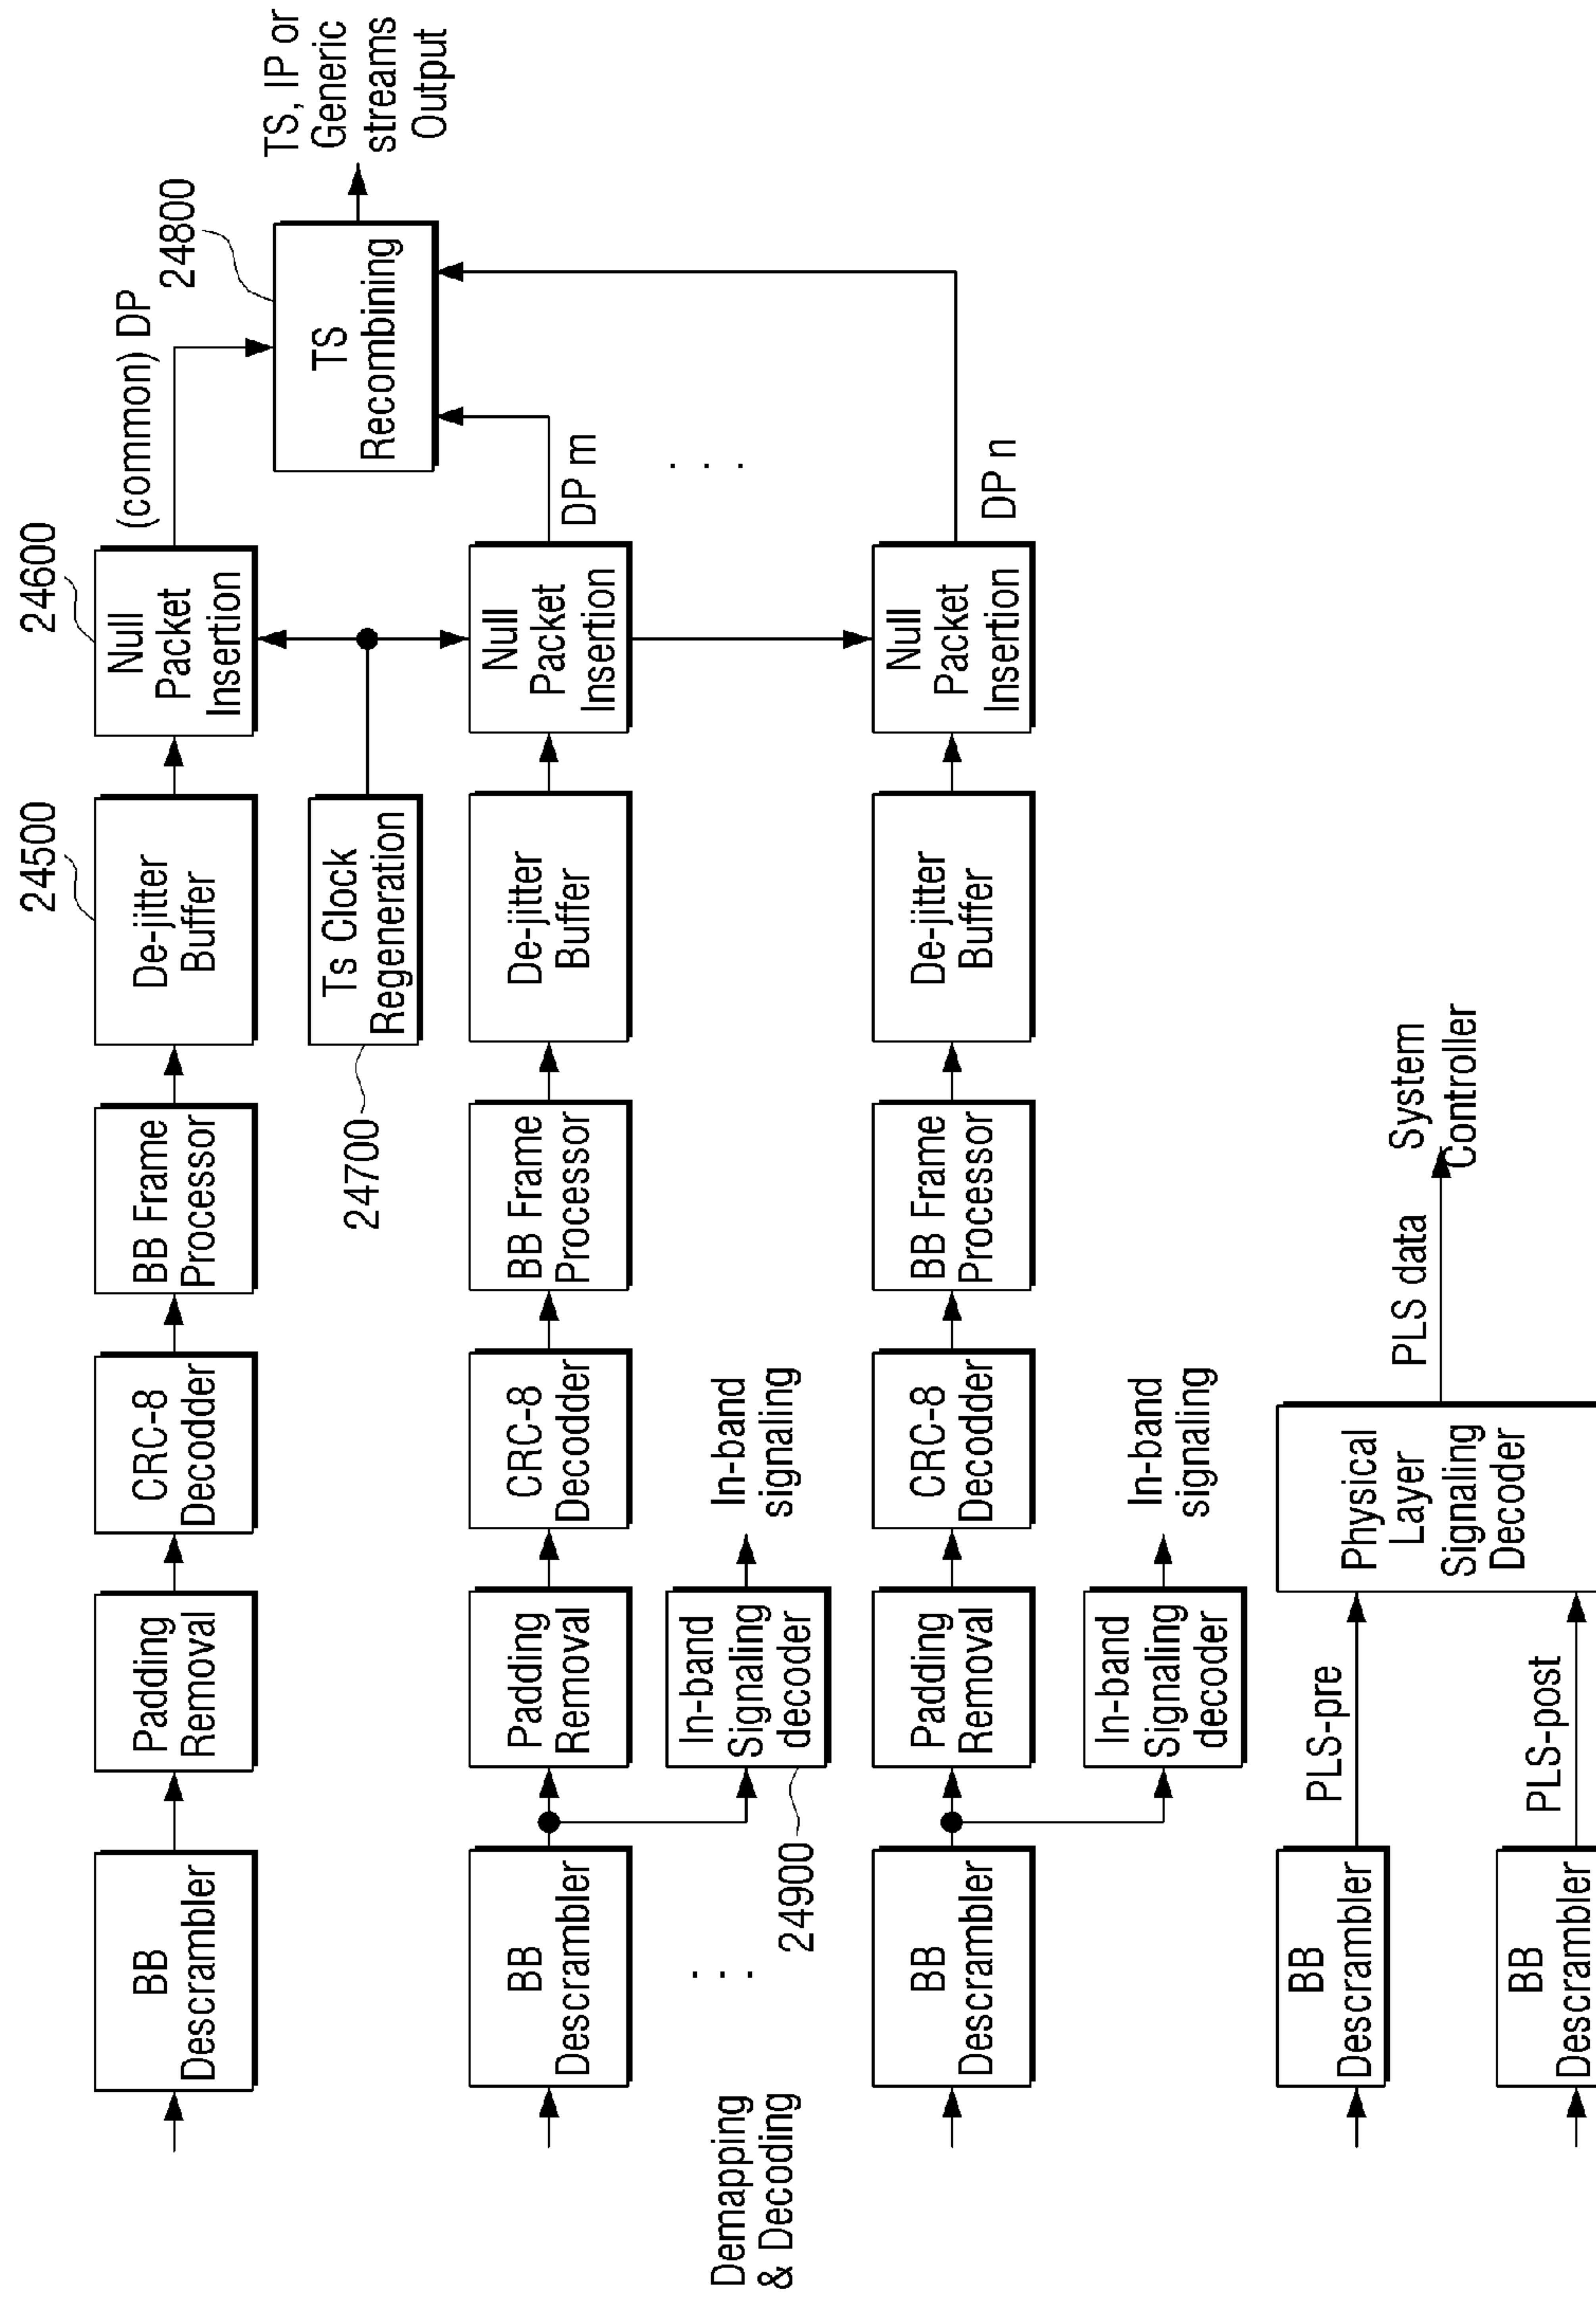 BB
Descrambler
Padding
Removal
CRC-8
Decodder
BB Frame
Processor
24500
De-jitter
Buffer
24600
Null
Packet
Insertion
(common) DP
24800
TS
Recombining
TS, IP or
Generic
streams
Output
24700
Ts Clock
Regeneration
BB
Descrambler
Padding
Removal
CRC-8
Decodder
BB Frame
Processor
De-jitter
Buffer
Null
Packet
Insertion
DP m
Demapping
& Decoding
. . .
24900
In-band
Signaling
decoder
In-band
signaling
. . .
BB
Descrambler
Padding
Removal
CRC-8
Decodder
BB Frame
Processor
De-jitter
Buffer
Null
Packet
Insertion
DP n
In-band
Signaling
decoder
In-band
signaling
BB
Descrambler
PLS-pre
Physical
Layer
Signaling
Decoder
PLS data
System
Controller
BB
Descrambler
PLS-post